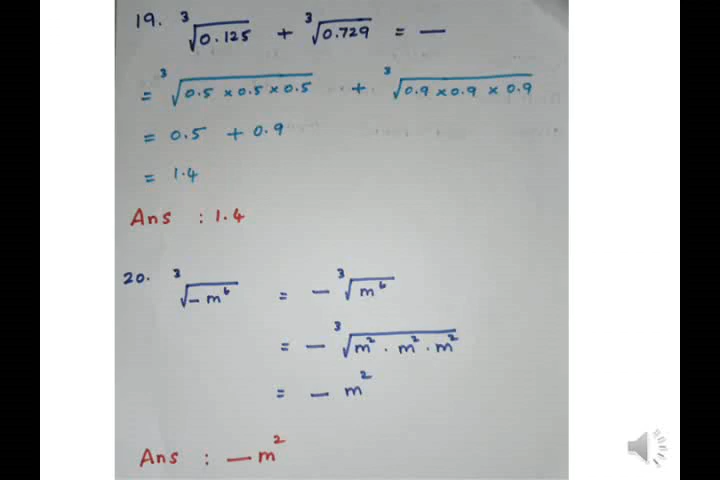 19. ∛0.125 + ∛0.729 = —
= ∛0.5 × 0.5 × 0.5 + ∛0.9 × 0.9 × 0.9
= 0.5 + 0.9
= 1.4
Ans : 1.4
20. ∛-m⁶ = - ∛m⁶
= - ∛m² . m² . m²
= - m²
Ans : - m²